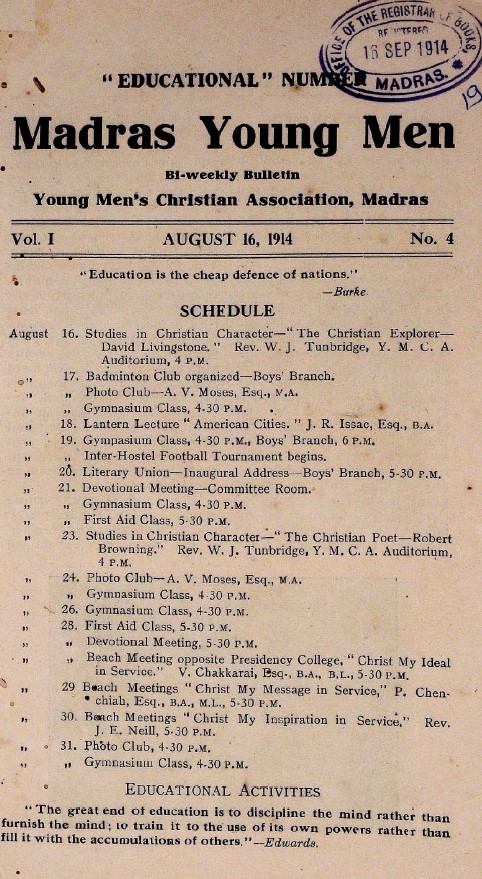 OFFICE OF THE REGISTRAR OF BOOKS,
REGISTERED
16 SEP 1914
MADRAS.
19
"EDUCATIONAL" NUMBER
Madras Young Men
Bi-weekly Bulletin
Young Men's Christian Association, Madras
Vol. I AUGUST 16, 1914 No. 4
"Education is the cheap defence of nations."
—Burke
SCHEDULE
August 16. Studies in Christian Character—"The Christian Explorer—
David Livingstone." Rev. W. J. Tunbridge, Y. M. C. A.
Auditorium, 4 P.M.
„ 17. Badminton Club organized—Boys' Branch.
„ „ Photo Club—A. V. Moses, Esq., M.A.
„ „ Gymnasium Class, 4-30 P.M.
„ 18. Lantern Lecture "American Cities." J. R. Issac, Esq., B.A.
„ 19. Gymnasium Class, 4-30 P.M., Boys' Branch, 6 P.M.
„ „ Inter-Hostel Football Tournament begins.
„ 20. Literary Union—Inaugural Address—Boys' Branch, 5-30 P.M.
„ 21. Devotional Meeting—Committee Room.
„ „ Gymnasium Class, 4-30 P.M.
„ „ First Aid Class, 5-30 P.M.
„ 23. Studies in Christian Character—"The Christian Poet—Robert
Browning." Rev. W. J. Tunbridge, Y. M. C. A. Auditorium,
4 P.M.
„ 24. Photo Club—A. V. Moses, Esq., M.A.
„ „ Gymnasium Class, 4-30 P.M.
„ 26. Gymnasium Class, 4-30 P.M.
„ 28. First Aid Class, 5-30 P.M.
„ „ Devotional Meeting, 5-30 P.M.
„ „ Beach Meeting opposite Presidency College, "Christ My Ideal
in Service." V. Chakkarai, Esq., B.A., B.L., 5-30 P.M.
„ 29 Beach Meetings "Christ My Message in Service," P. Chen-
chiah, Esq., B.A., M.L., 5-30 P.M.
„ 30. Beach Meetings "Christ My Inspiration in Service," Rev.
J. E. Neill, 5-30 P.M.
„ 31. Photo Club, 4-30 P.M.
„ „ Gymnasium Class, 4-30 P.M.
EDUCATIONAL ACTIVITIES
"The great end of education is to discipline the mind rather than
furnish the mind; to train it to the use of its own powers rather than
fill it with the accumulations of others."—Edwards.